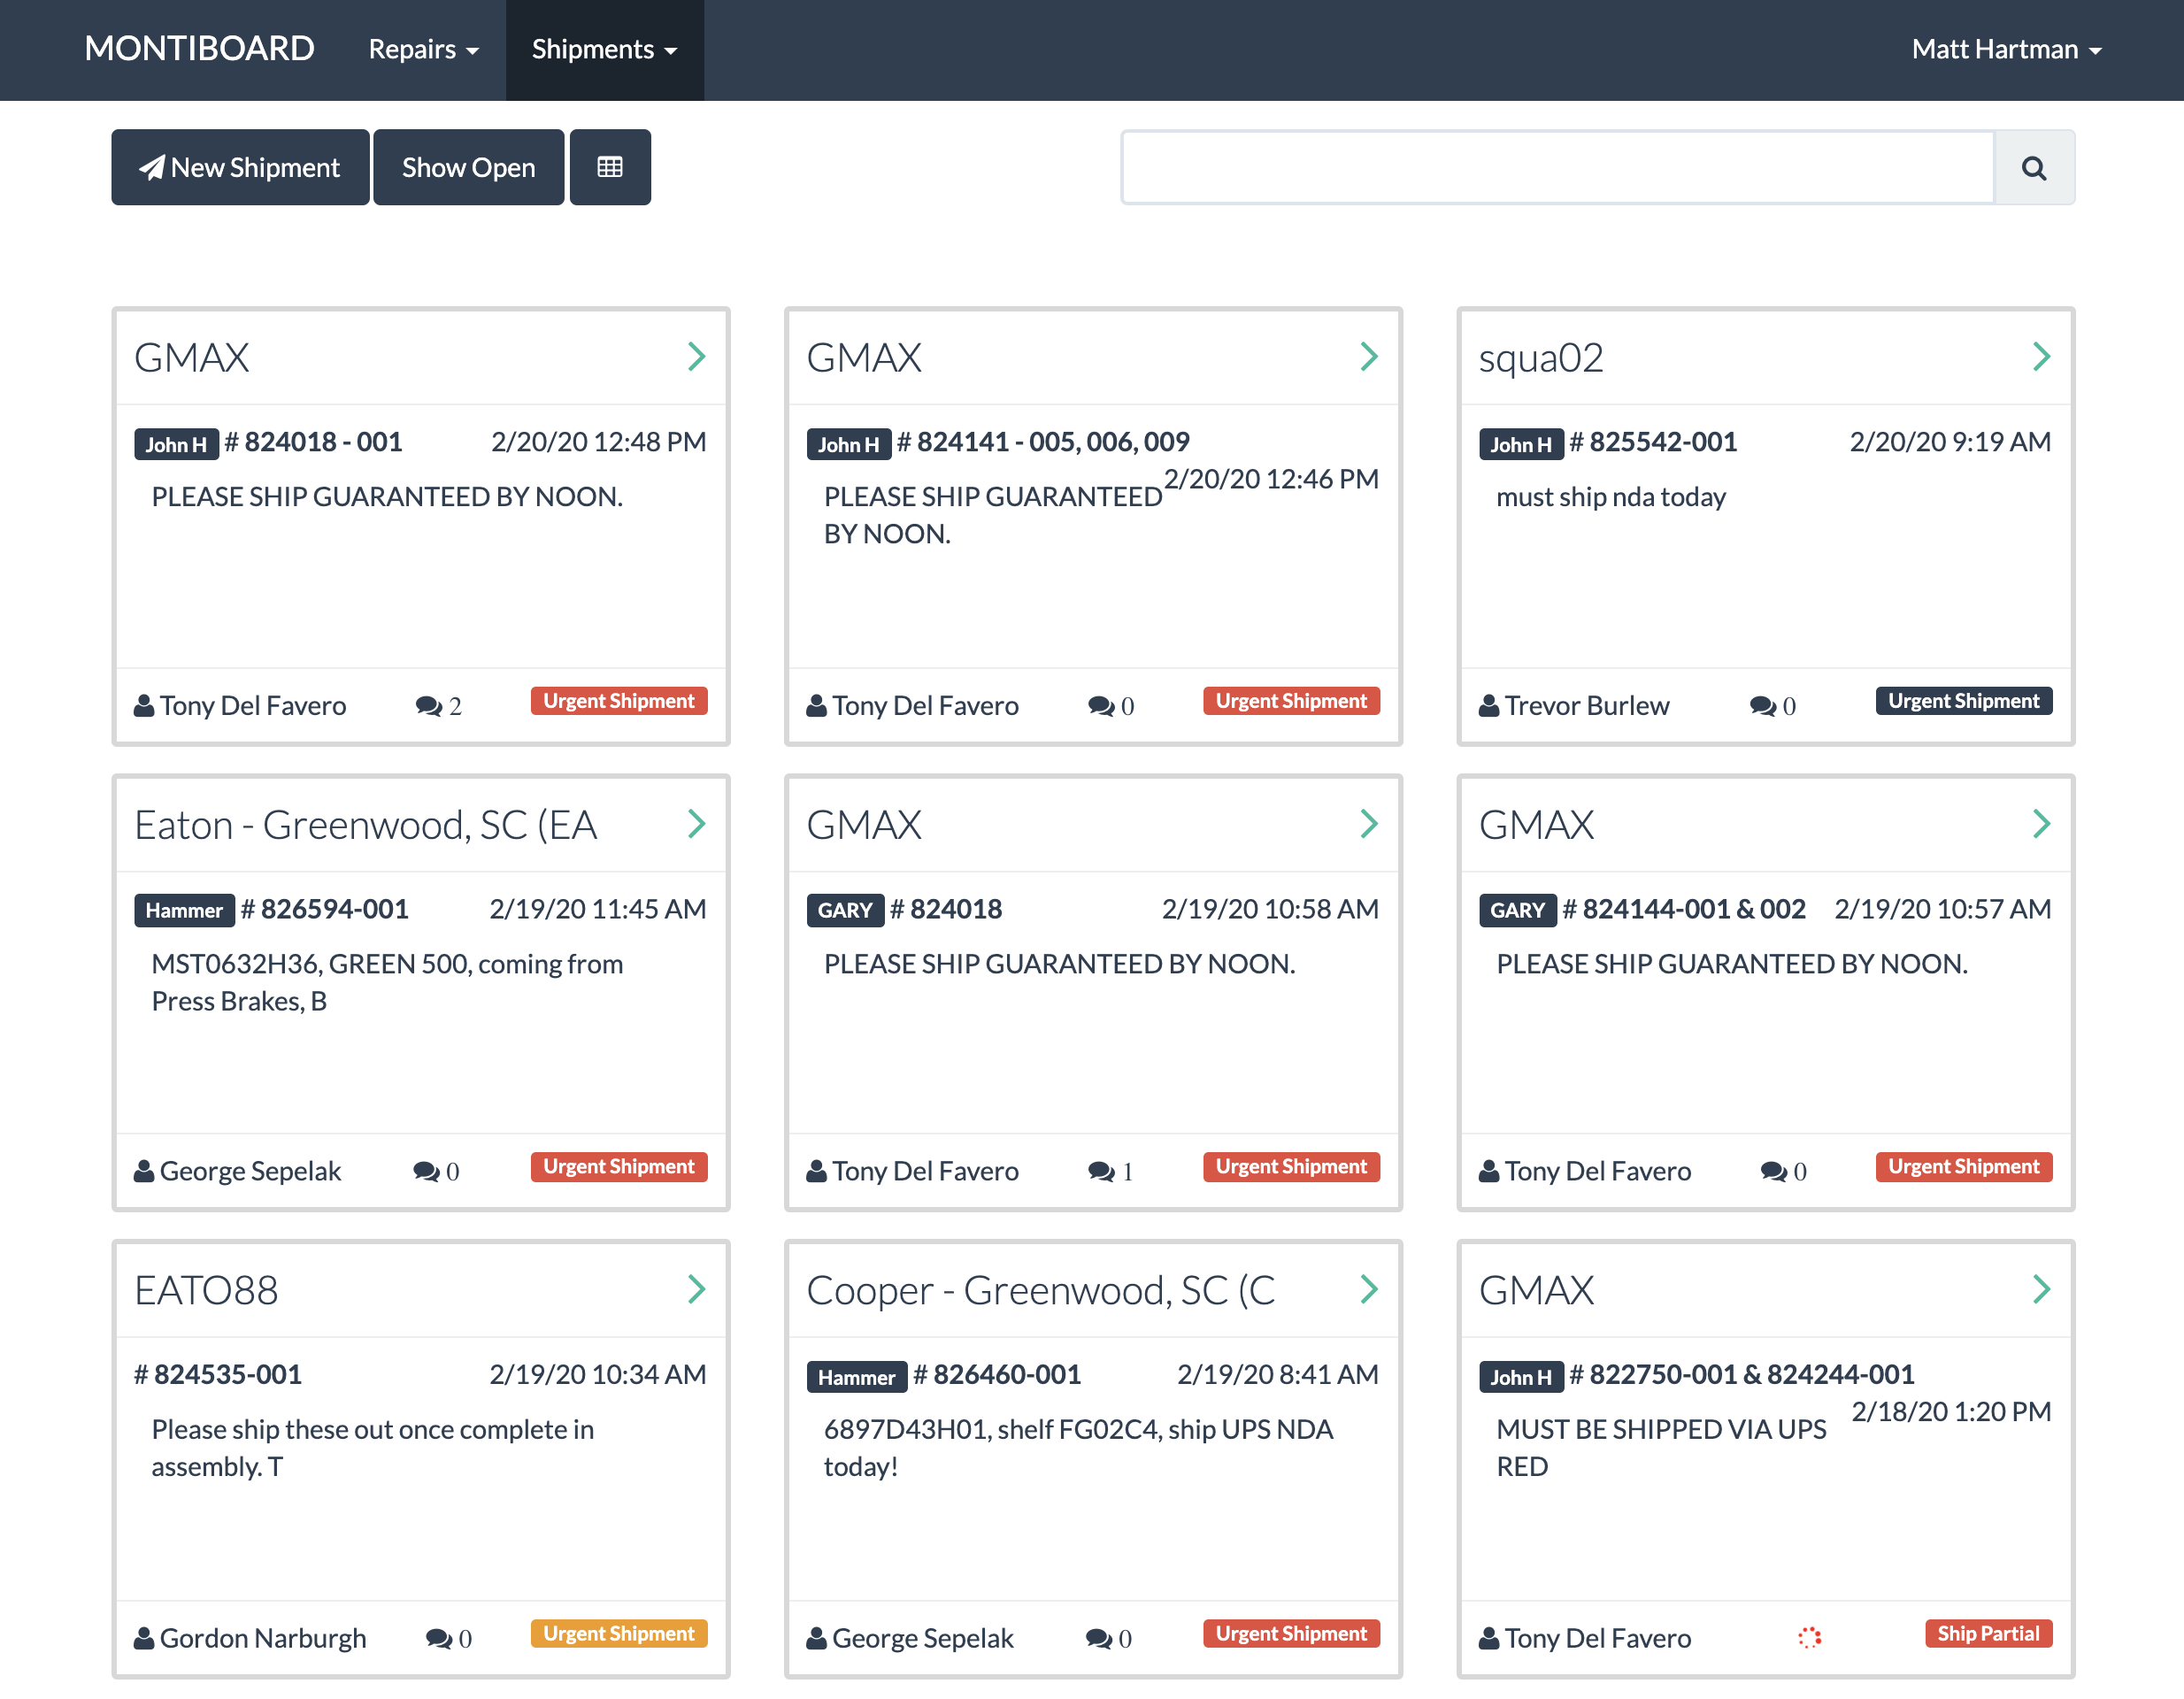 MONTIBOARD Repairs Shipments Matt Hartman
New Shipment Show Open
GMAX
John H # 824018 - 001 2/20/20 12:48 PM
PLEASE SHIP GUARANTEED BY NOON.
Tony Del Favero 2 Urgent Shipment
GMAX
John H # 824141 - 005, 006, 009
2/20/20 12:46 PM
PLEASE SHIP GUARANTEED
BY NOON.
Tony Del Favero 0 Urgent Shipment
squa02
John H # 825542-001 2/20/20 9:19 AM
must ship nda today
Trevor Burlew 0 Urgent Shipment
Eaton - Greenwood, SC (EA
Hammer # 826594-001 2/19/20 11:45 AM
MST0632H36, GREEN 500, coming from
Press Brakes, B
George Sepelak 0 Urgent Shipment
GMAX
GARY # 824018 2/19/20 10:58 AM
PLEASE SHIP GUARANTEED BY NOON.
Tony Del Favero 1 Urgent Shipment
GMAX
GARY # 824144-001 & 002 2/19/20 10:57 AM
PLEASE SHIP GUARANTEED BY NOON.
Tony Del Favero 0 Urgent Shipment
EATO88
# 824535-001 2/19/20 10:34 AM
Please ship these out once complete in
assembly. T
Gordon Narburgh 0 Urgent Shipment
Cooper - Greenwood, SC (C
Hammer # 826460-001 2/19/20 8:41 AM
6897D43H01, shelf FG02C4, ship UPS NDA
today!
George Sepelak 0 Urgent Shipment
GMAX
John H # 822750-001 & 824244-001
2/18/20 1:20 PM
MUST BE SHIPPED VIA UPS
RED
Tony Del Favero Ship Partial